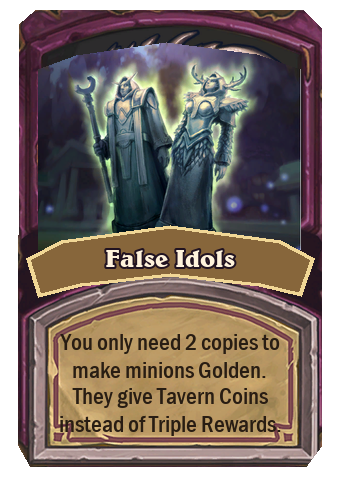 False Idols
You only need 2 copies to
make minions Golden.
They give Tavern Coins
instead of Triple Rewards.